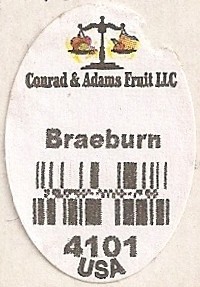 Conrad & Adams Fruit LLC
Braeburn
4101
USA